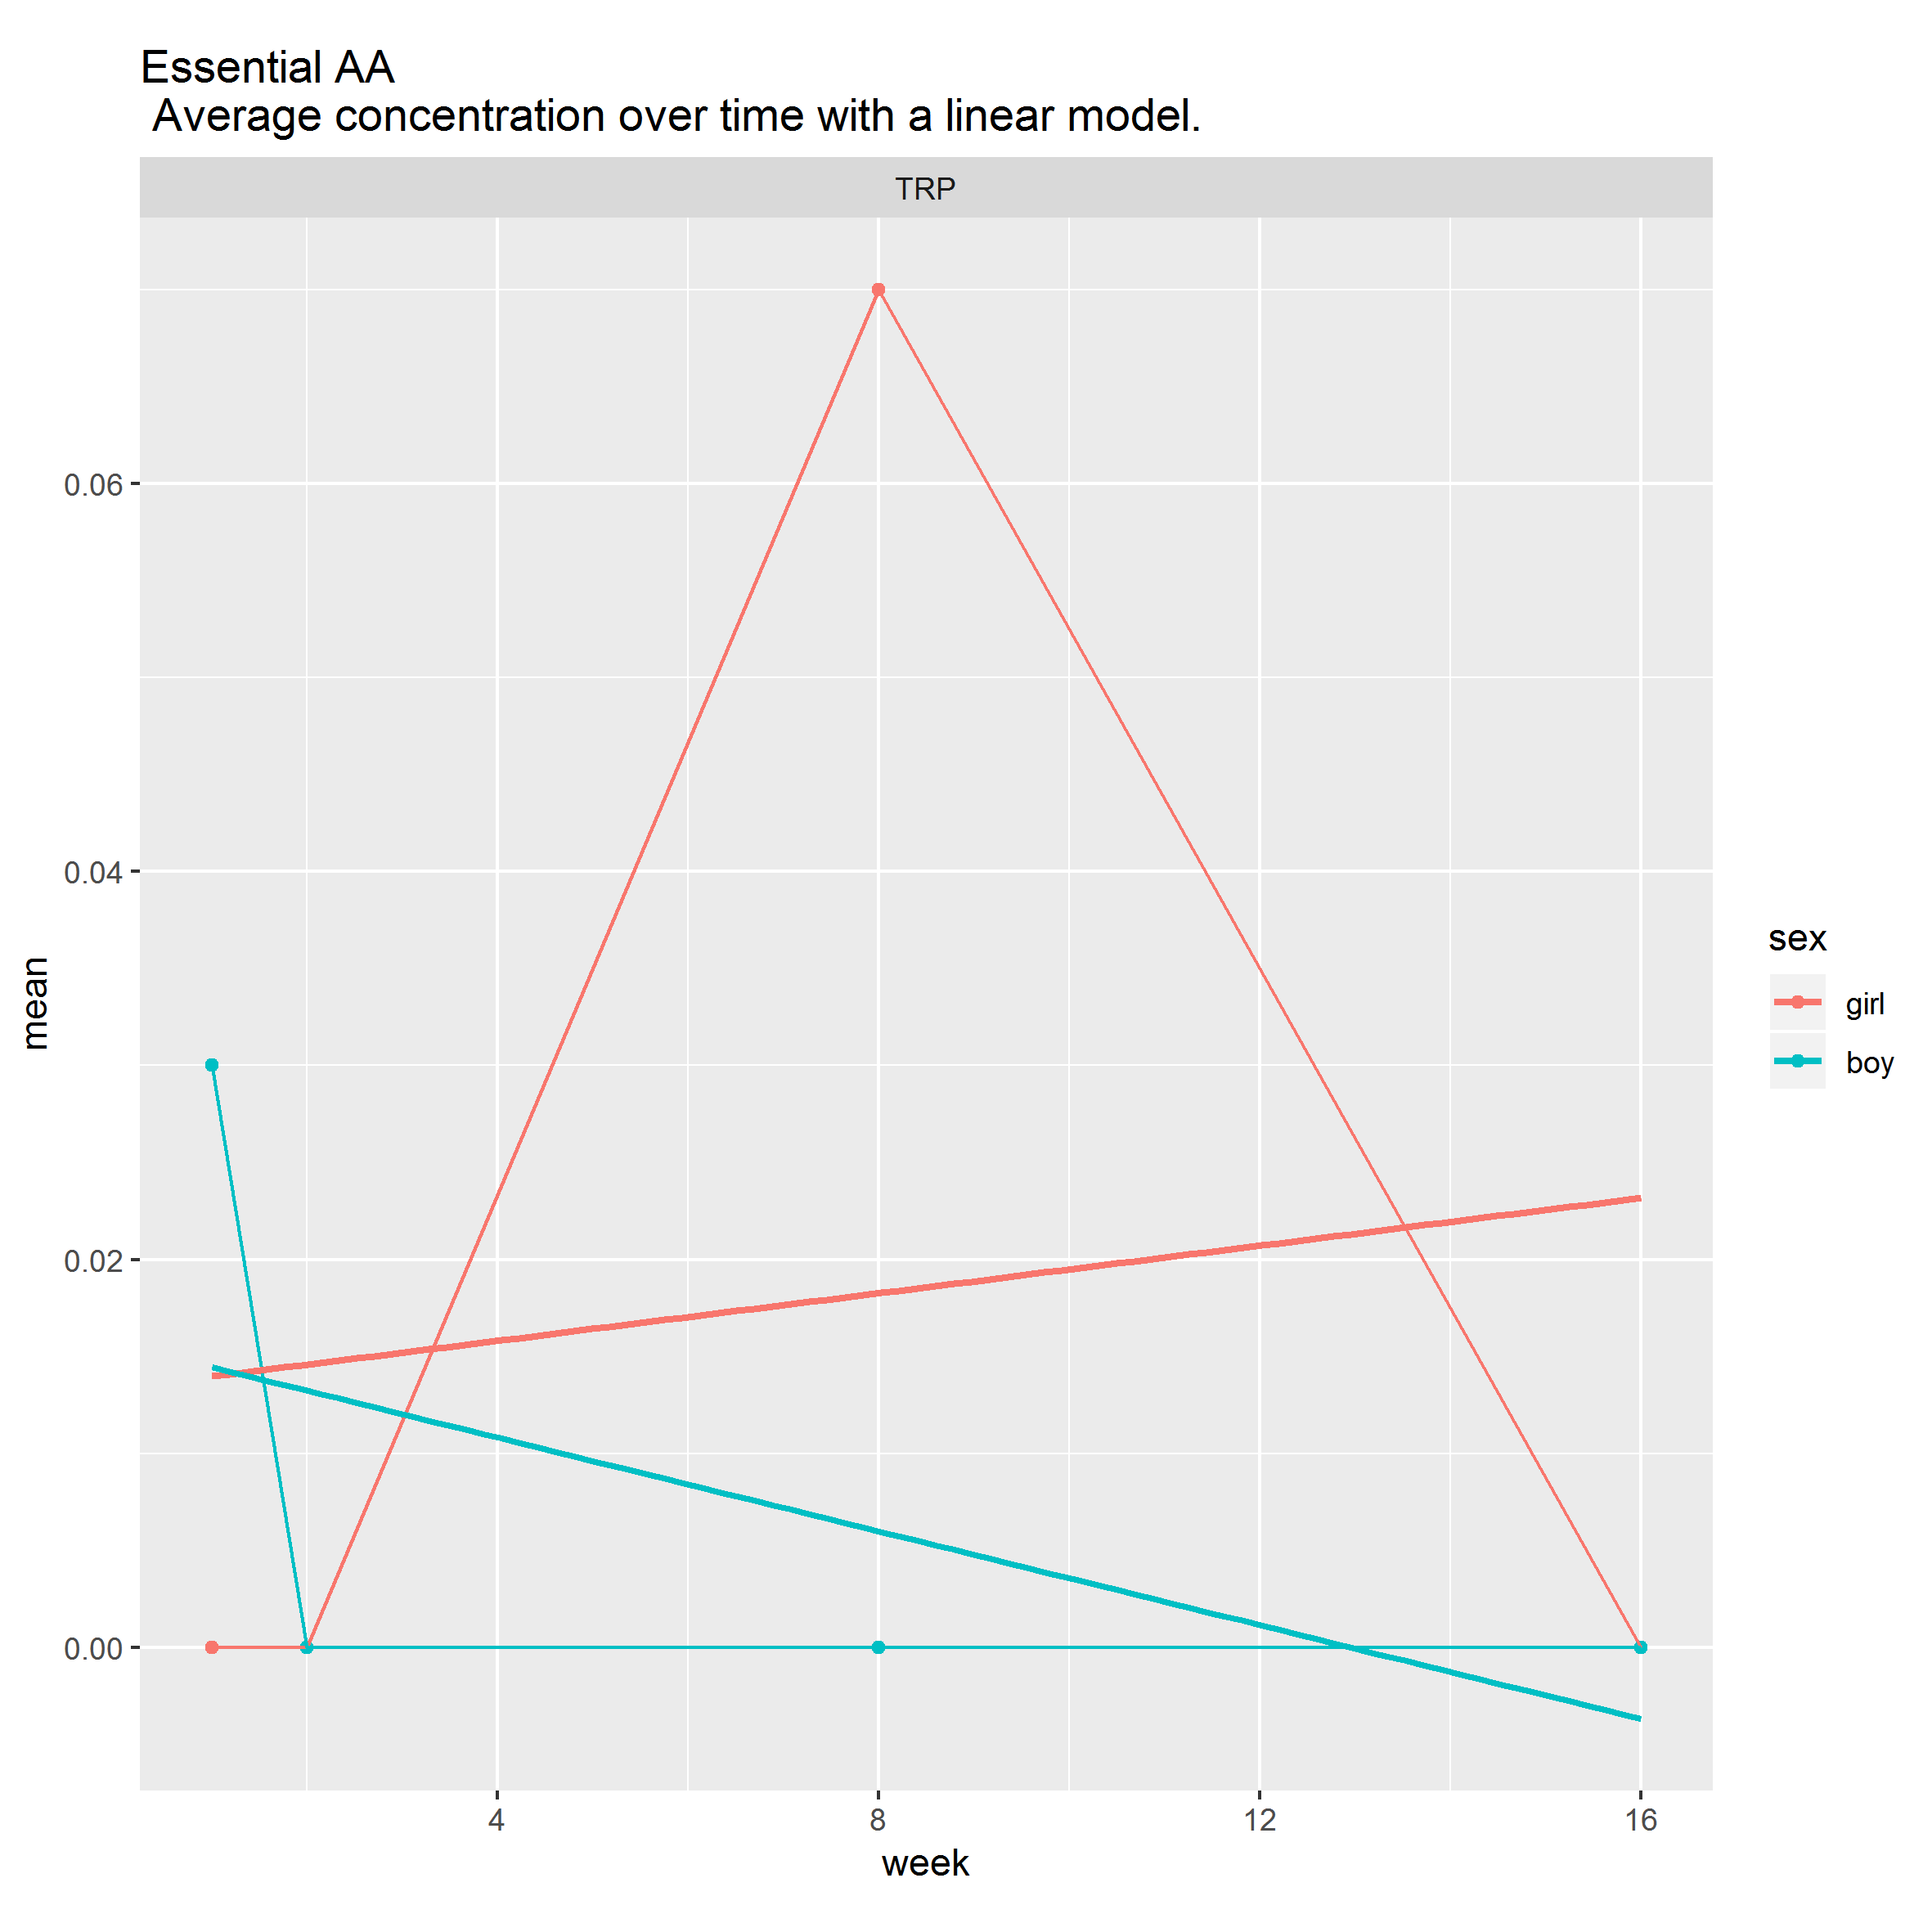 Essential AA
Average concentration over time with a linear model.
TRP
0.06
0.04
0.02
0.00
mean
4
8
12
16
week
sex
girl
boy